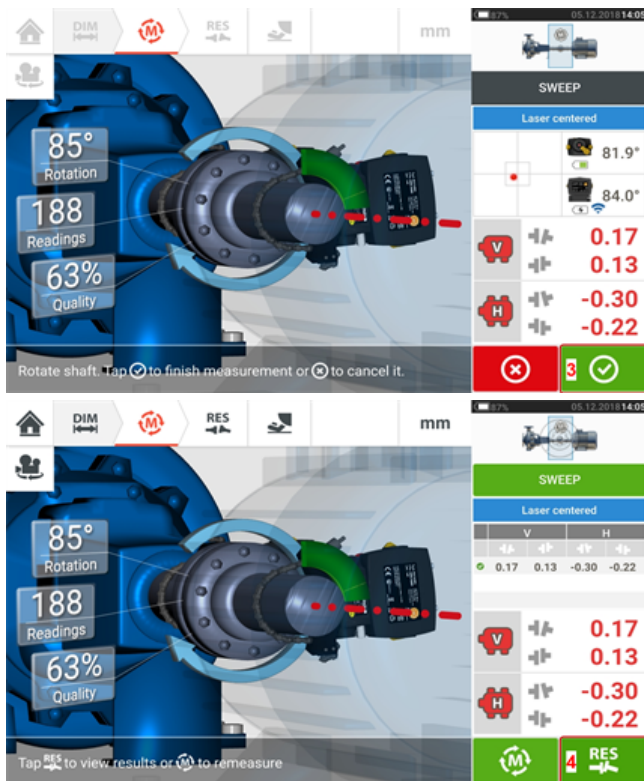 87% 05.12.2018 14:05
DIM
M
RES
mm
SWEEP
Laser centered
85°
Rotation
81.9°
188
Readings
84.0°
63%
Quality
V
0.17
0.13
H
-0.30
-0.22
Rotate shaft. Tap to finish measurement or to cancel it.
3
87% 05.12.2018 14:05
DIM
M
RES
mm
SWEEP
Laser centered
V H
0.17 0.13 -0.30 -0.22
85°
Rotation
188
Readings
63%
Quality
V
0.17
0.13
H
-0.30
-0.22
Tap RES to view results or M to remeasure
M
4 RES